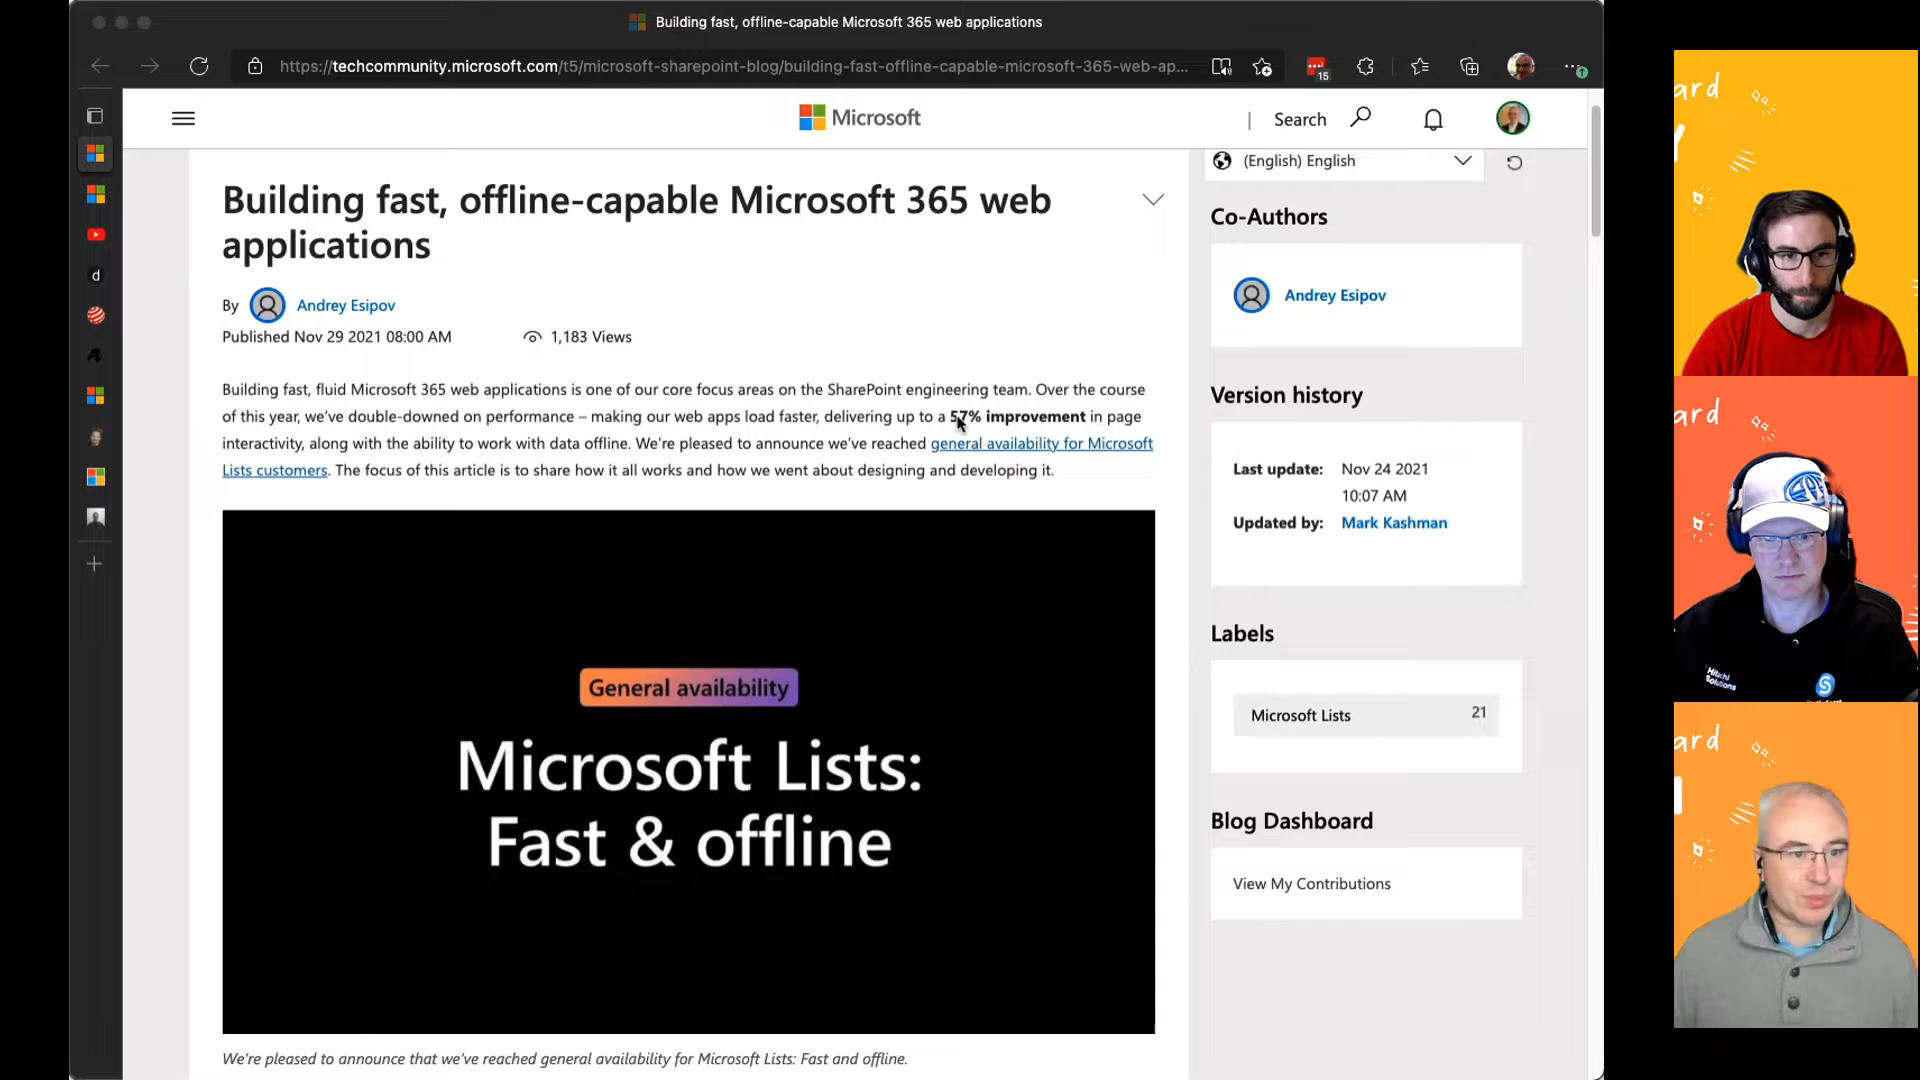 Building fast, offline-capable Microsoft 365 web applications
https://techcommunity.microsoft.com/t5/microsoft-sharepoint-blog/building-fast-offline-capable-microsoft-365-web-ap...
15
Microsoft
| Search
(English) English
Building fast, offline-capable Microsoft 365 web
applications
By Andrey Esipov
Published Nov 29 2021 08:00 AM 1,183 Views
Building fast, fluid Microsoft 365 web applications is one of our core focus areas on the SharePoint engineering team. Over the course
of this year, we've double-downed on performance – making our web apps load faster, delivering up to a 57% improvement in page
interactivity, along with the ability to work with data offline. We're pleased to announce we've reached general availability for Microsoft
Lists customers. The focus of this article is to share how it all works and how we went about designing and developing it.
General availability
Microsoft Lists:
Fast & offline
We're pleased to announce that we've reached general availability for Microsoft Lists: Fast and offline.
Co-Authors
Andrey Esipov
Version history
Last update: Nov 24 2021
10:07 AM
Updated by: Mark Kashman
Labels
Microsoft Lists 21
Blog Dashboard
View My Contributions
d
ard
ard
Hitachi
Solutions
S
ard